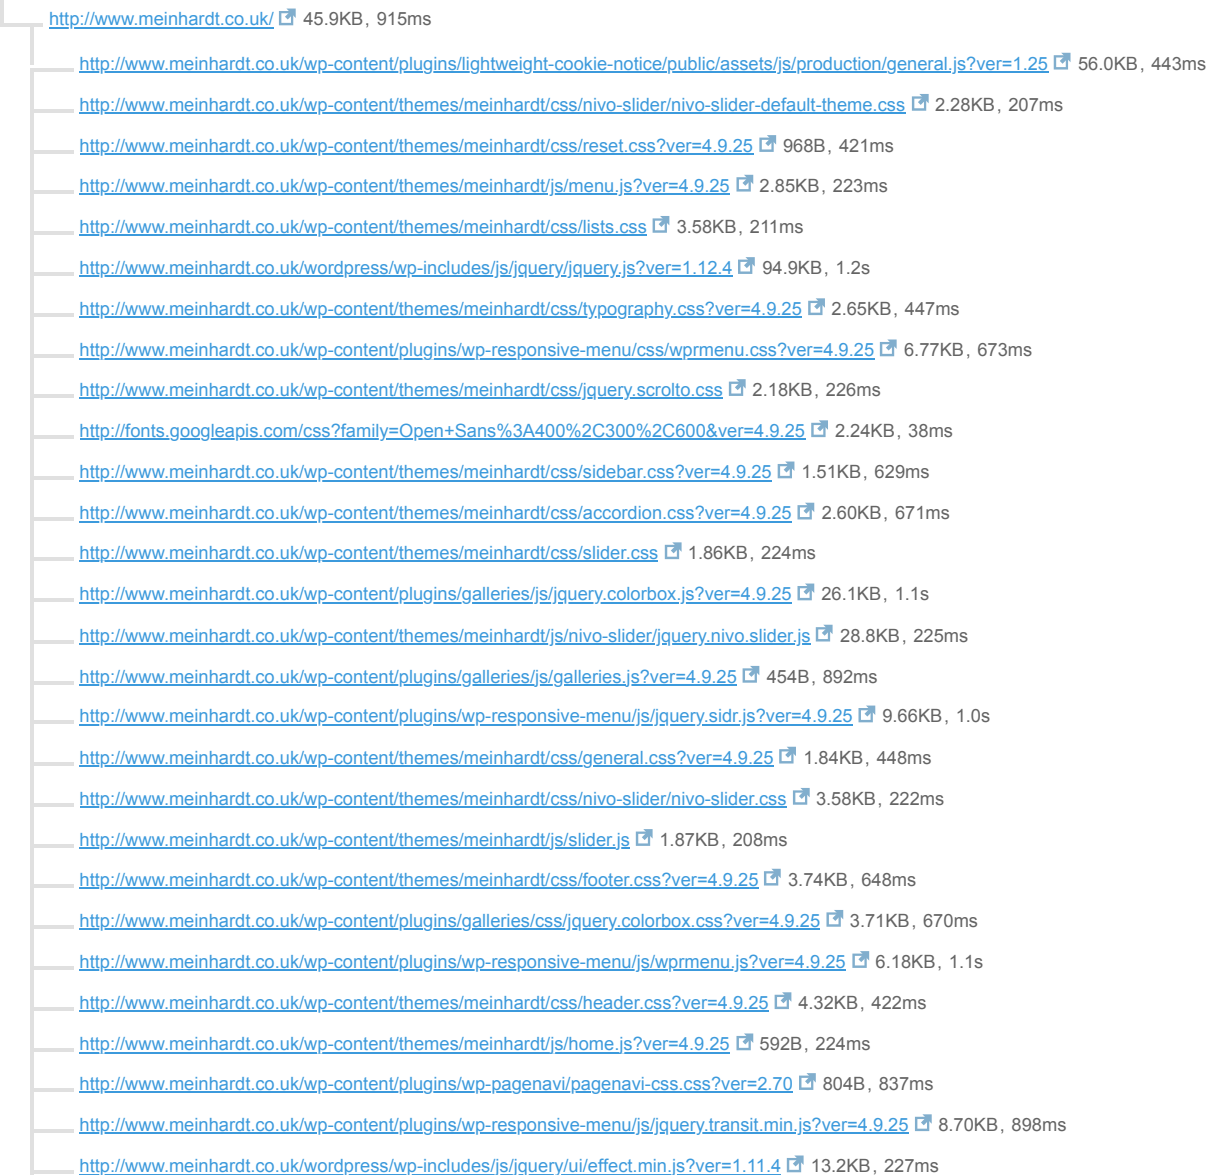 http://www.meinhardt.co.uk/ 45.9KB, 915ms
http://www.meinhardt.co.uk/wp-content/plugins/lightweight-cookie-notice/public/assets/js/production/general.js?ver=1.25 56.0KB, 443ms
http://www.meinhardt.co.uk/wp-content/themes/meinhardt/css/nivo-slider/nivo-slider-default-theme.css 2.28KB, 207ms
http://www.meinhardt.co.uk/wp-content/themes/meinhardt/css/reset.css?ver=4.9.25 968B, 421ms
http://www.meinhardt.co.uk/wp-content/themes/meinhardt/js/menu.js?ver=4.9.25 2.85KB, 223ms
http://www.meinhardt.co.uk/wp-content/themes/meinhardt/css/lists.css 3.58KB, 211ms
http://www.meinhardt.co.uk/wordpress/wp-includes/js/jquery/jquery.js?ver=1.12.4 94.9KB, 1.2s
http://www.meinhardt.co.uk/wp-content/themes/meinhardt/css/typography.css?ver=4.9.25 2.65KB, 447ms
http://www.meinhardt.co.uk/wp-content/plugins/wp-responsive-menu/css/wprmenu.css?ver=4.9.25 6.77KB, 673ms
http://www.meinhardt.co.uk/wp-content/themes/meinhardt/css/jquery.scrolto.css 2.18KB, 226ms
http://fonts.googleapis.com/css?family=Open+Sans%3A400%2C300%2C600&ver=4.9.25 2.24KB, 38ms
http://www.meinhardt.co.uk/wp-content/themes/meinhardt/css/sidebar.css?ver=4.9.25 1.51KB, 629ms
http://www.meinhardt.co.uk/wp-content/themes/meinhardt/css/accordion.css?ver=4.9.25 2.60KB, 671ms
http://www.meinhardt.co.uk/wp-content/themes/meinhardt/css/slider.css 1.86KB, 224ms
http://www.meinhardt.co.uk/wp-content/plugins/galleries/js/jquery.colorbox.js?ver=4.9.25 26.1KB, 1.1s
http://www.meinhardt.co.uk/wp-content/themes/meinhardt/js/nivo-slider/jquery.nivo.slider.js 28.8KB, 225ms
http://www.meinhardt.co.uk/wp-content/plugins/galleries/js/galleries.js?ver=4.9.25 454B, 892ms
http://www.meinhardt.co.uk/wp-content/plugins/wp-responsive-menu/js/jquery.sidr.js?ver=4.9.25 9.66KB, 1.0s
http://www.meinhardt.co.uk/wp-content/themes/meinhardt/css/general.css?ver=4.9.25 1.84KB, 448ms
http://www.meinhardt.co.uk/wp-content/themes/meinhardt/css/nivo-slider/nivo-slider.css 3.58KB, 222ms
http://www.meinhardt.co.uk/wp-content/themes/meinhardt/js/slider.js 1.87KB, 208ms
http://www.meinhardt.co.uk/wp-content/themes/meinhardt/css/footer.css?ver=4.9.25 3.74KB, 648ms
http://www.meinhardt.co.uk/wp-content/plugins/galleries/css/jquery.colorbox.css?ver=4.9.25 3.71KB, 670ms
http://www.meinhardt.co.uk/wp-content/plugins/wp-responsive-menu/js/wprmenu.js?ver=4.9.25 6.18KB, 1.1s
http://www.meinhardt.co.uk/wp-content/themes/meinhardt/css/header.css?ver=4.9.25 4.32KB, 422ms
http://www.meinhardt.co.uk/wp-content/themes/meinhardt/js/home.js?ver=4.9.25 592B, 224ms
http://www.meinhardt.co.uk/wp-content/plugins/wp-pagenavi/pagenavi-css.css?ver=2.70 804B, 837ms
http://www.meinhardt.co.uk/wp-content/plugins/wp-responsive-menu/js/jquery.transit.min.js?ver=4.9.25 8.70KB, 898ms
http://www.meinhardt.co.uk/wordpress/wp-includes/js/jquery/ui/effect.min.js?ver=1.11.4 13.2KB, 227ms